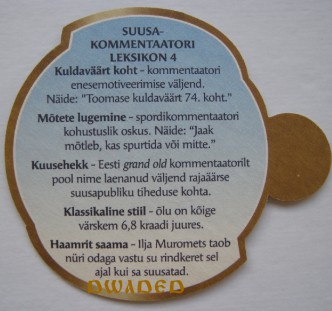 SUUSA-
KOMMENTAATORI
LEKSIKON 4
Kuldaväärt koht - kommentaatori
enesemotiveerimise väljend.
Näide: "Toomase kuldaväärt 74. koht."
Mõtete lugemine - spordikommentaatori
kohustuslik oskus. Näide: "Jaak
mõtleb, kas spurtida või mitte."
Kuusehekk - Eesti grand old kommentaatorilt
pool nime laenanud väljend rajaäärse
suusapubliku tiheduse kohta.
Klassikaline stiil - õlu on kõige
värskem 6,8 kraadi juures.
Haamrit saama - Ilja Muromets taob
nüri odaga vastu su rindkeret sel
ajal kui sa suusatad.
DWADED